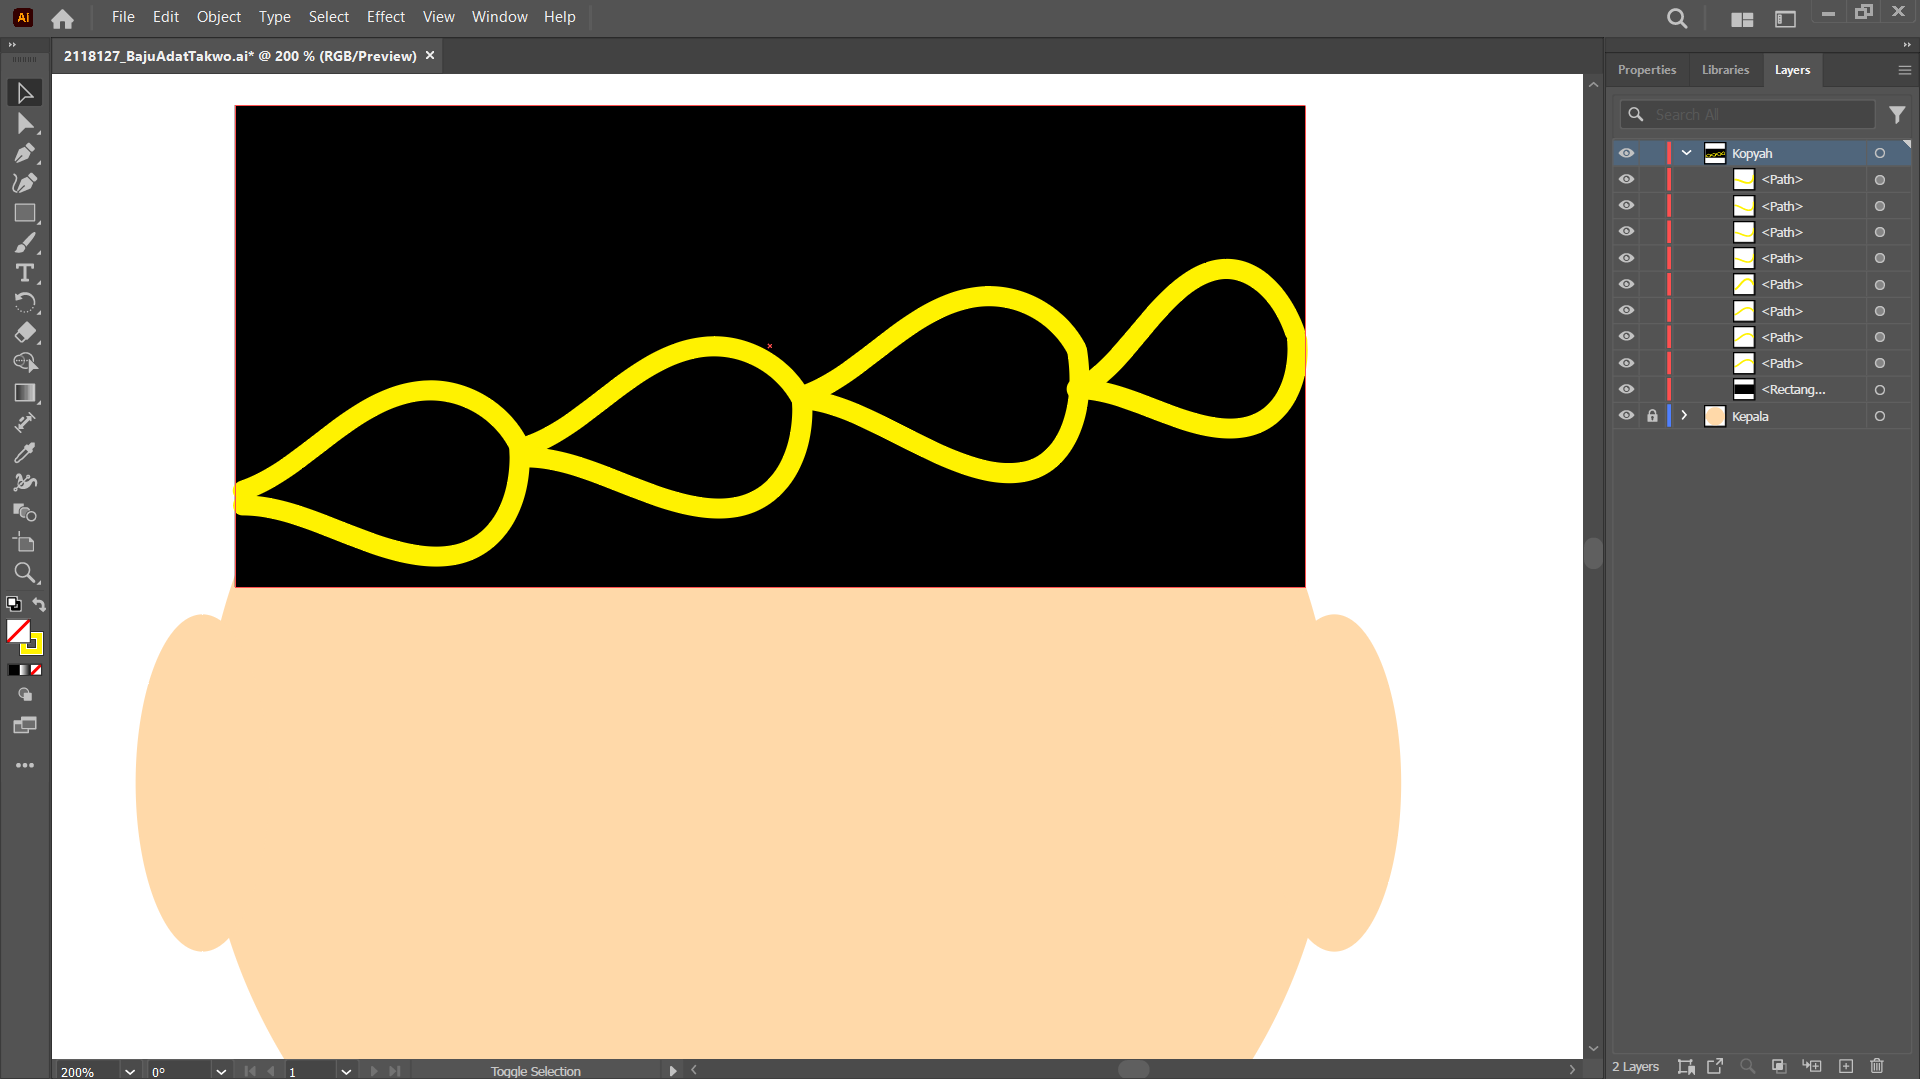 Ai File Edit Object Type Select Effect View Window Help
2118127_BajuAdatTakwo.ai* @ 200 % (RGB/Preview) ×
Properties Libraries Layers
Search All
Kopyah
<Path>
<Path>
<Path>
<Path>
<Path>
<Path>
<Path>
<Path>
<Rectang...
Kepala
200% 0° 1 Toggle Selection
2 Layers